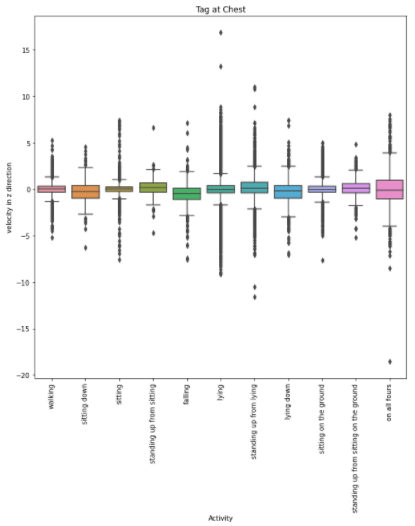 Tag at Chest
15
10
5
0
−5
−10
−15
−20
velocity in z direction
walking
sitting down
sitting
standing up from sitting
falling
lying
standing up from lying
lying down
sitting on the ground
standing up from sitting on the ground
on all fours
Activity